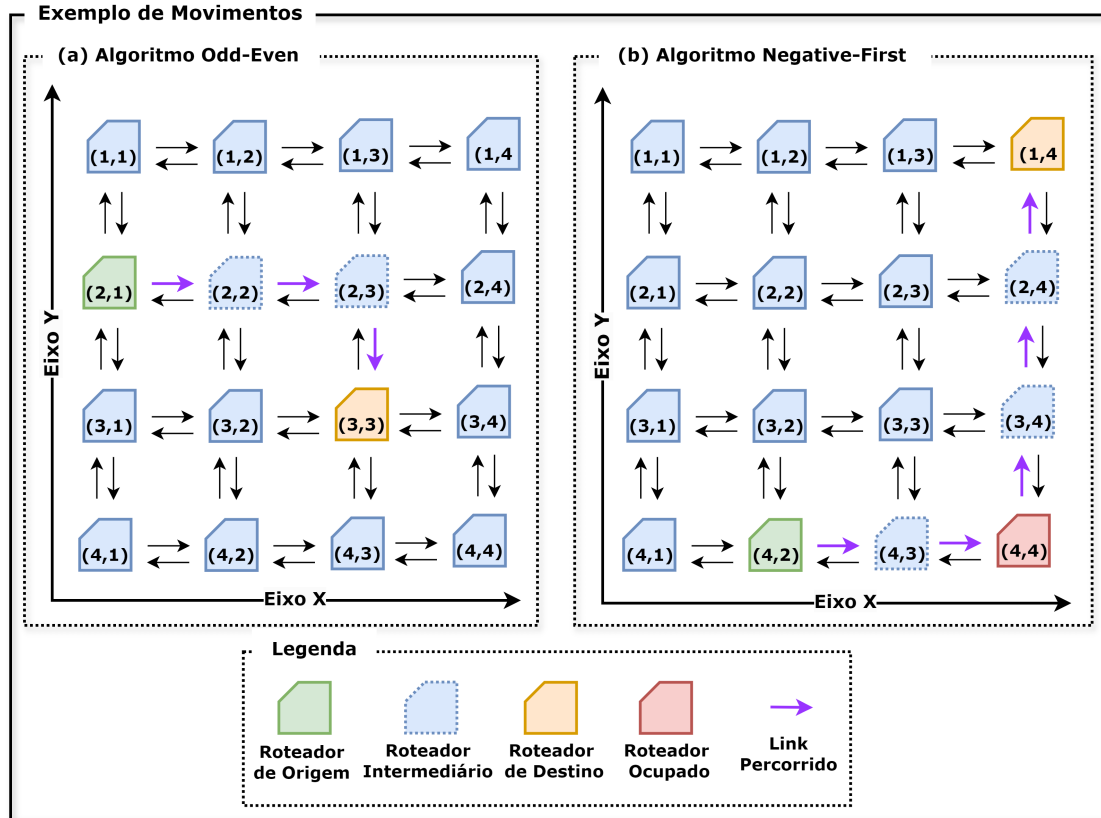 Exemplo de Movimentos
(a) Algoritmo Odd-Even
(1,1) (1,2) (1,3) (1,4
(2,1) (2,2) (2,3) (2,4)
(3,1) (3,2) (3,3) (3,4)
(4,1) (4,2) (4,3) (4,4)
Eixo Y
Eixo X
(b) Algoritmo Negative-First
(1,1) (1,2) (1,3) (1,4
(2,1) (2,2) (2,3) (2,4)
(3,1) (3,2) (3,3) (3,4)
(4,1) (4,2) (4,3) (4,4)
Eixo Y
Eixo X
Legenda
Roteador
de Origem
Roteador
Intermediário
Roteador
de Destino
Roteador
Ocupado
Link
Percorrido